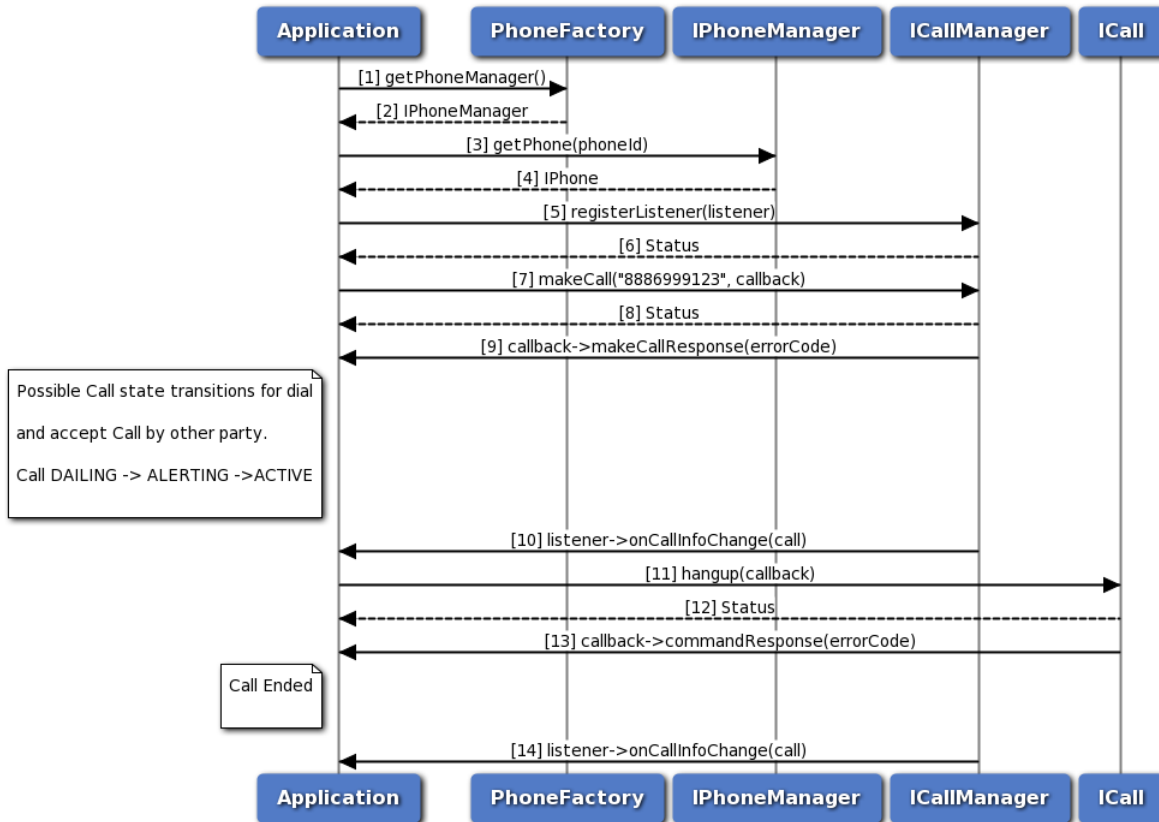 Application PhoneFactory IPhoneManager ICallManager ICall
[1] getPhoneManager()
[2] IPhoneManager
[3] getPhone(phoneId)
[4] IPhone
[5] registerListener(listener)
[6] Status
[7] makeCall("8886999123", callback)
[8] Status
[9] callback->makeCallResponse(errorCode)
Possible Call state transitions for dial
and accept Call by other party.
Call DAILING -> ALERTING ->ACTIVE
[10] listener->onCallInfoChange(call)
[11] hangup(callback)
[12] Status
[13] callback->commandResponse(errorCode)
Call Ended
[14] listener->onCallInfoChange(call)
Application PhoneFactory IPhoneManager ICallManager ICall